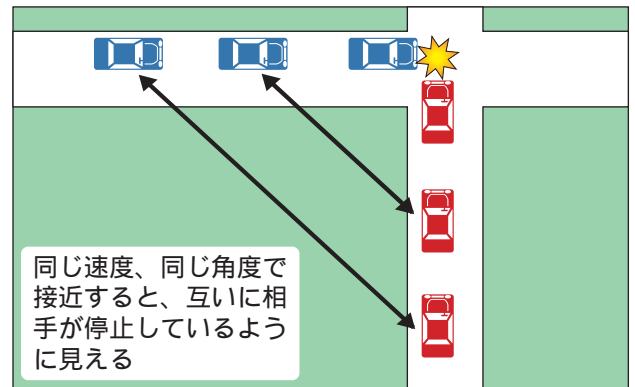 同じ速度、同じ角度で
接近すると、互いに相
手が停止しているよう
に見える